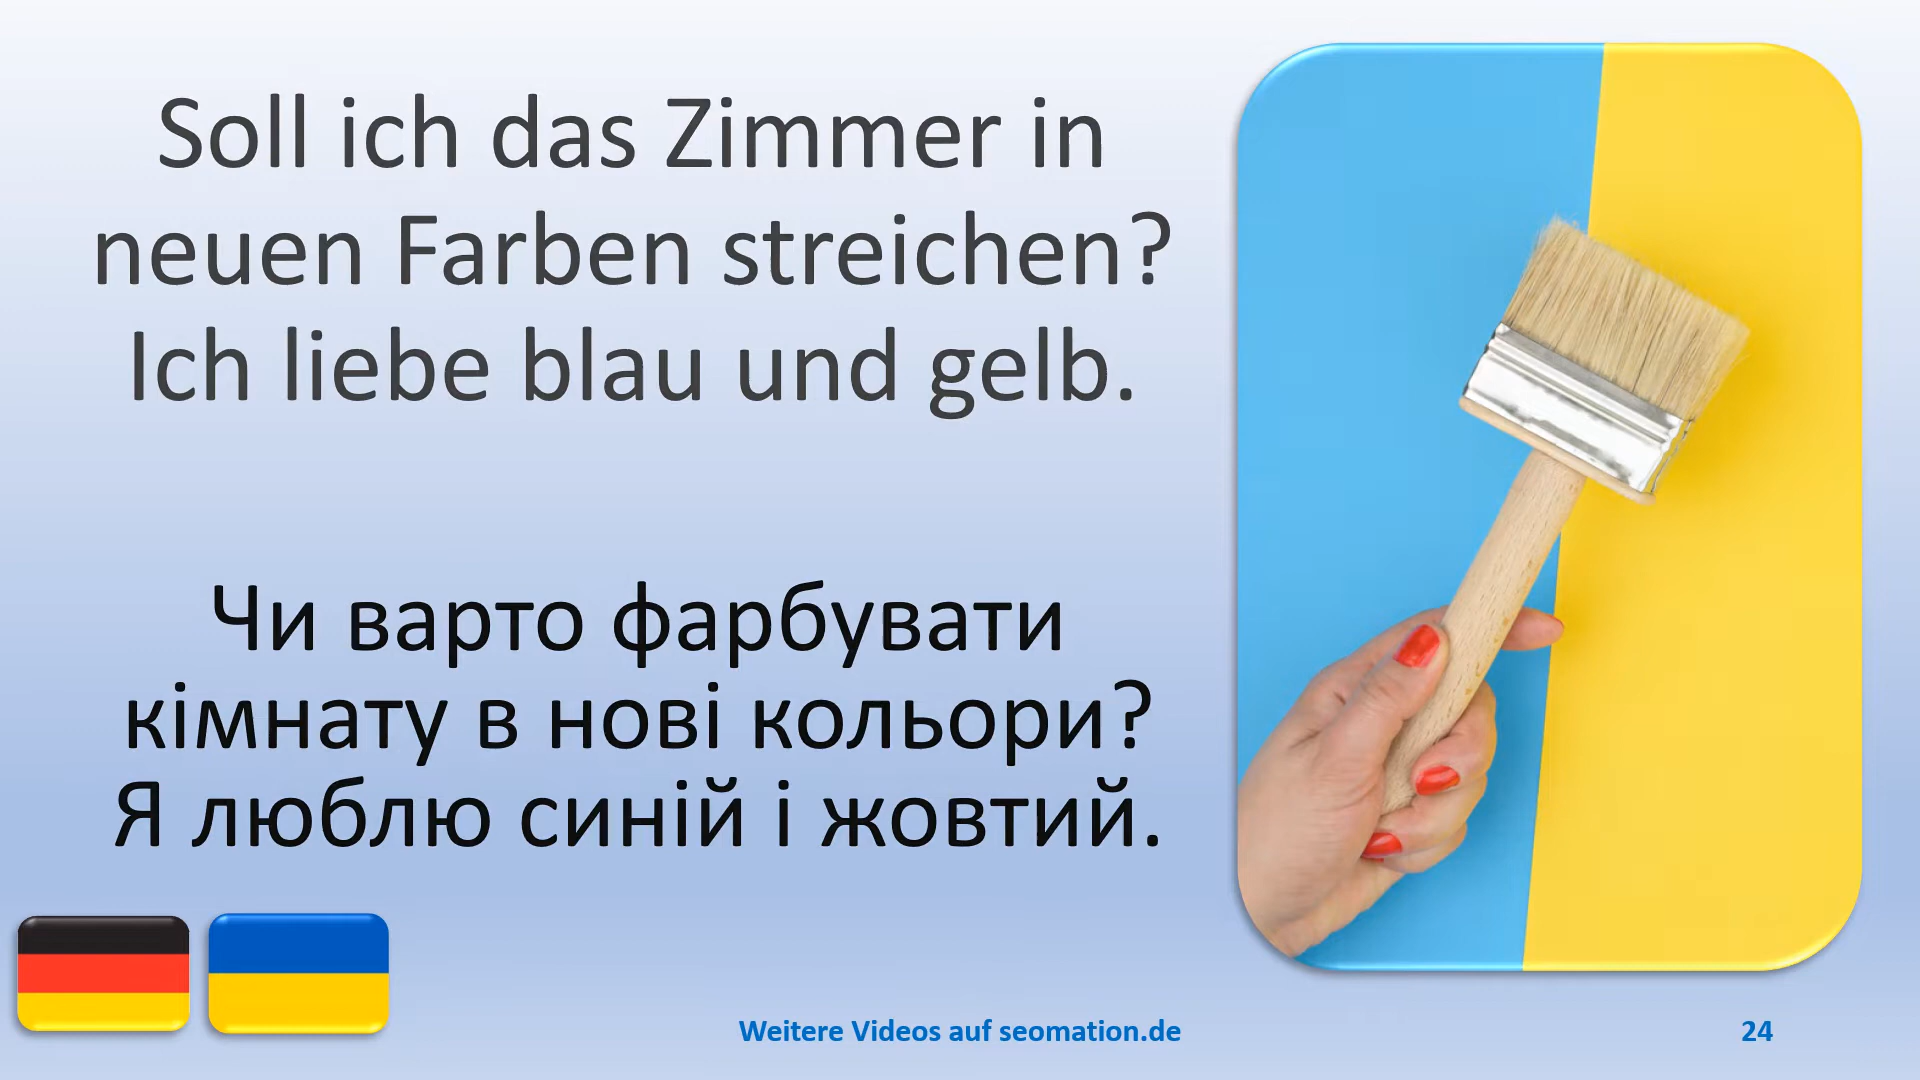 Soll ich das Zimmer in
neuen Farben streichen?
Ich liebe blau und gelb.
Чи варто фарбувати
кімнату в нові кольори?
Я люблю синій і жовтий.
Weitere Videos auf seomation.de
24